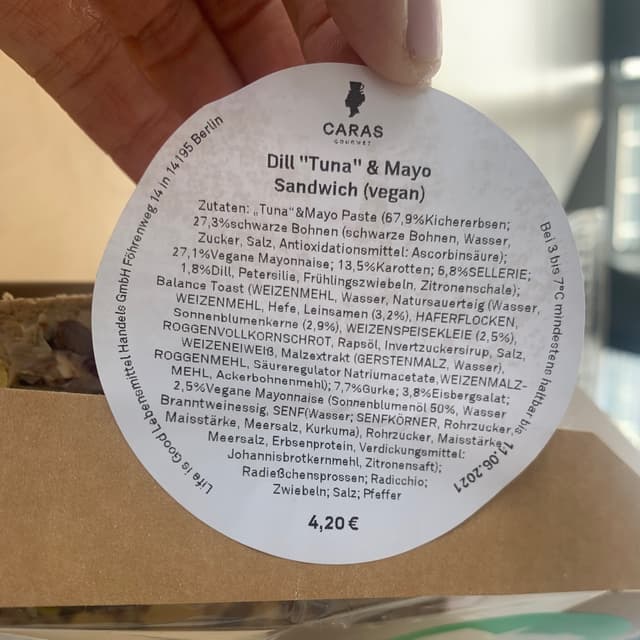 CARAS
GOURMET
Dill "Tuna" & Mayo
Sandwich (vegan)
Zutaten: „Tuna“&Mayo Paste (67,9%Kichererbsen;
27,3%schwarze Bohnen (schwarze Bohnen, Wasser,
Zucker, Salz, Antioxidationsmittel: Ascorbinsäure);
27,1%Vegane Mayonnaise; 13,5%Karotten; 6,8%SELLERIE;
1,8%Dill, Petersilie, Frühlingszwiebeln, Zitronenschale);
Balance Toast (WEIZENMEHL, Wasser, Natursauerteig (Wasser,
WEIZENMEHL, Hefe, Leinsamen (3,2%), HAFERFLOCKEN,
Sonnenblumenkerne (2,9%), WEIZENSPEISEKLEIE (2,5%),
ROGGENVOLLKORNSCHROT, Rapsöl, Invertzuckersirup, Salz,
WEIZENEIWEIß, Malzextrakt (GERSTENMALZ, Wasser),
ROGGENMEHL, Säureregulator Natriumacetate,WEIZENMALZ-
MEHL, Ackerbohnenmehl); 7,7%Gurke; 3,8%Eisbergsalat;
2,5%Vegane Mayonnaise (Sonnenblumenöl 50%, Wasser
Branntweinessig, SENF(Wasser; SENFKÖRNER, Rohrzucker,
Maisstärke, Meersalz, Kurkuma), Rohrzucker, Maisstärke,
Meersalz, Erbsenprotein, Verdickungsmittel:
Johannisbrotkernmehl, Zitronensaft);
Radießchensprossen; Radicchio;
Zwiebeln; Salz; Pfeffer
4,20 €
Life is Good Lebensmittel Handels GmbH Föhrenweg 14 in 14195 Berlin
Bei 3 bis 7°C mindestens haltbar bis 11.06.2021